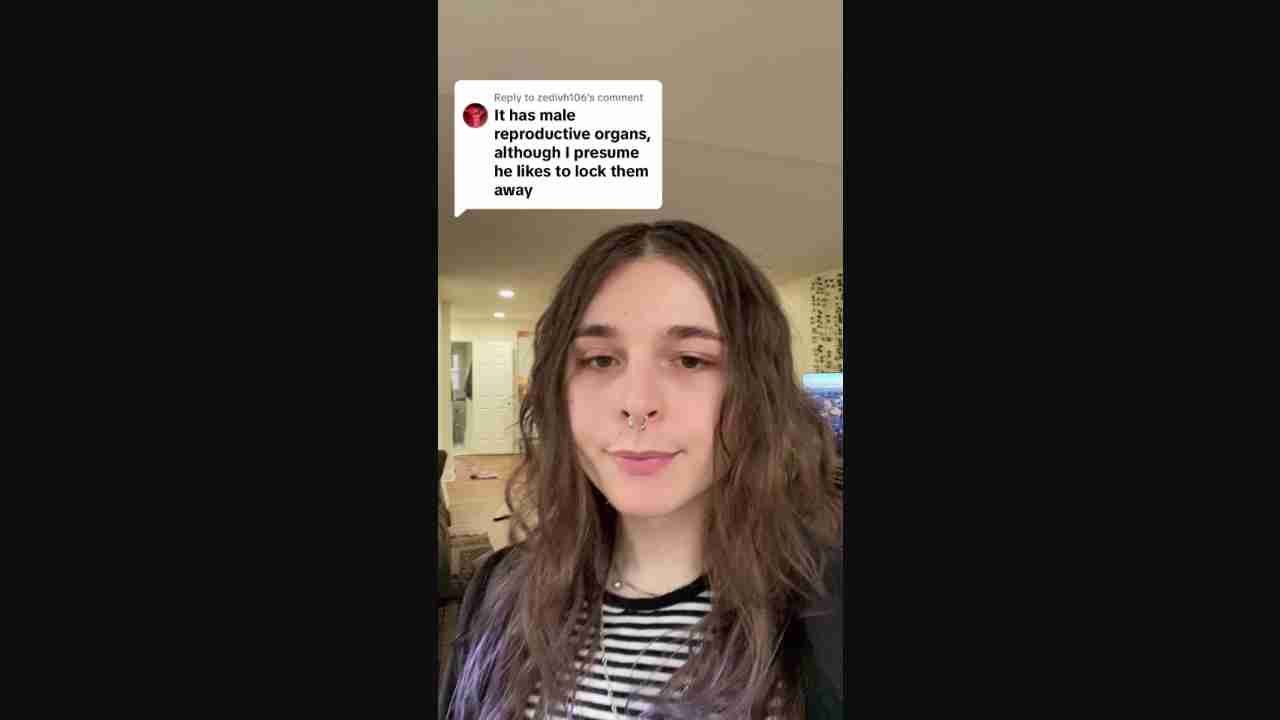 Reply to zedivh106's comment
It has male
reproductive organs,
although I presume
he likes to lock them
away